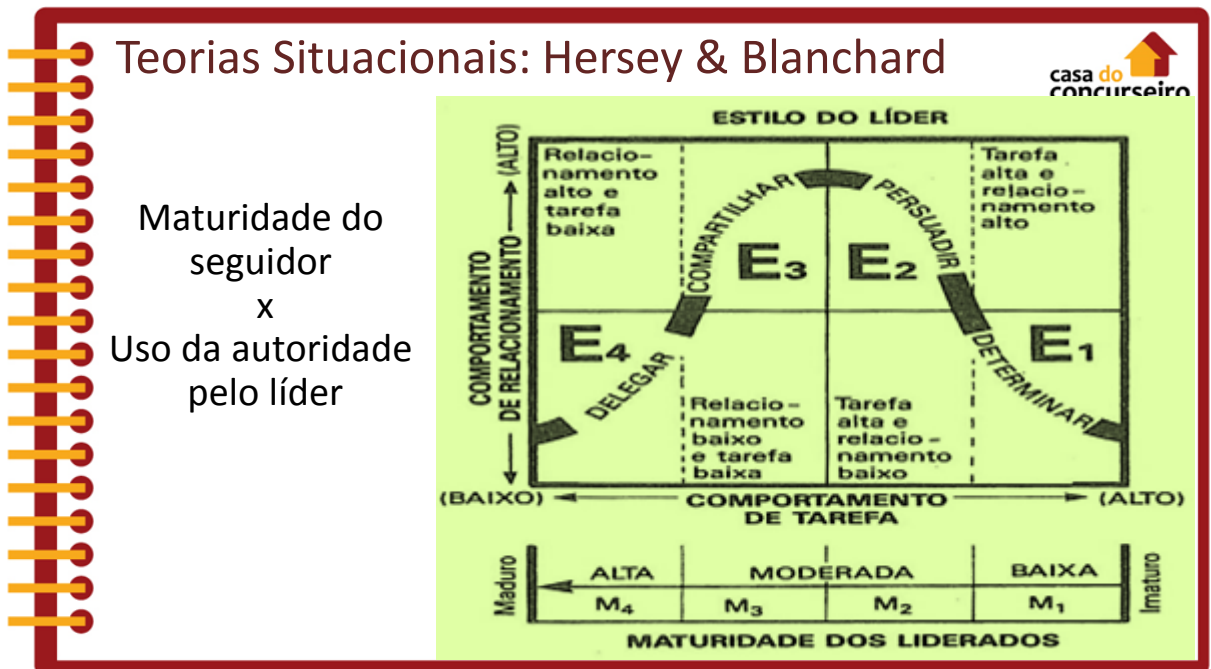 Teorias Situacionais: Hersey & Blanchard
casa do
concurseiro
Maturidade do
seguidor
x
Uso da autoridade
pelo líder
ESTILO DO LÍDER
(ALTO)
COMPORTAMENTO
DE RELACIONAMENTO
Relacio-
namento
alto e
tarefa
baixa
Tarefa
alta e
relacio-
namento
alto
COMPARTILHAR
PERSUADIR
E3
E2
E4
E1
DELEGAR
DETERMINAR
Relacio-
namento
baixo
e tarefa
baixa
Tarefa
alta e
relacio-
namento
baixo
(BAIXO)
COMPORTAMENTO
DE TAREFA
(ALTO)
Maduro
ALTA
MODERADA
BAIXA
Imaturo
M4
M3
M2
M1
MATURIDADE DOS LIDERADOS